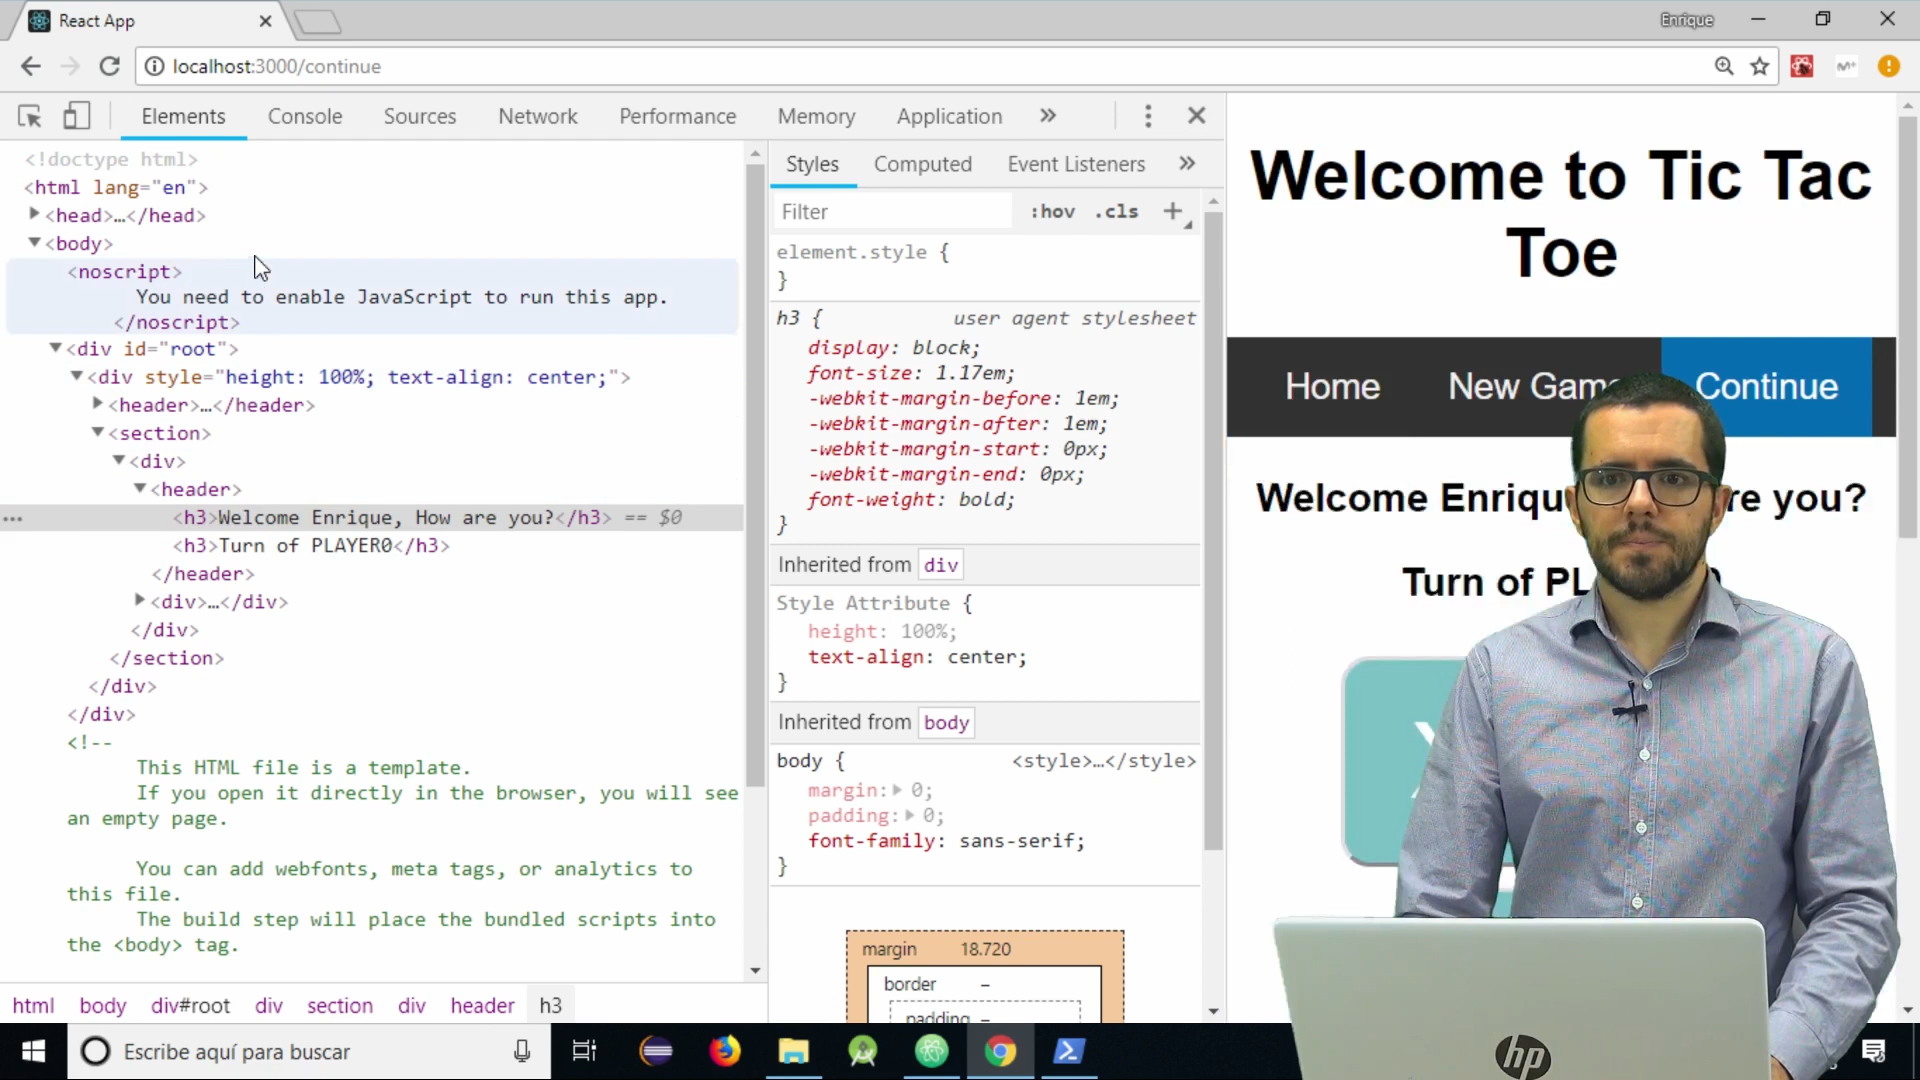 React App
Enrique
localhost:3000/continue
Elements Console Sources Network Performance Memory Application
<!doctype html>
<html lang="en">
<head>…</head>
<body>
<noscript>
You need to enable JavaScript to run this app.
</noscript>
<div id="root">
<div style="height: 100%; text-align: center;">
<header>…</header>
<section>
<div>
<header>
<h3>Welcome Enrique, How are you?</h3> == $0
<h3>Turn of PLAYER0</h3>
</header>
<div>…</div>
</div>
</section>
</div>
</div>
<!--
This HTML file is a template.
If you open it directly in the browser, you will see
an empty page.
You can add webfonts, meta tags, or analytics to
this file.
The build step will place the bundled scripts into
the <body> tag.
html body div#root div section div header h3
Styles Computed Event Listeners
Filter :hov .cls +
element.style {
}
h3 { user agent stylesheet
display: block;
font-size: 1.17em;
-webkit-margin-before: 1em;
-webkit-margin-after: 1em;
-webkit-margin-start: 0px;
-webkit-margin-end: 0px;
font-weight: bold;
}
Inherited from div
Style Attribute {
height: 100%;
text-align: center;
}
Inherited from body
body { <style>…</style>
margin: 0;
padding: 0;
font-family: sans-serif;
}
margin 18.720
border –
padding –
Welcome to Tic Tac
Toe
Home New Game Continue
Welcome Enriqu re you?
Turn of PL
hp
Escribe aquí para buscar